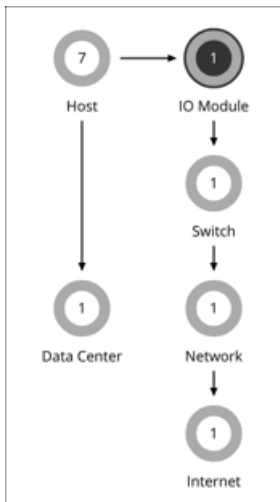 7 1
Host IO Module
1
Switch
1 1
Data Center Network
1
Internet